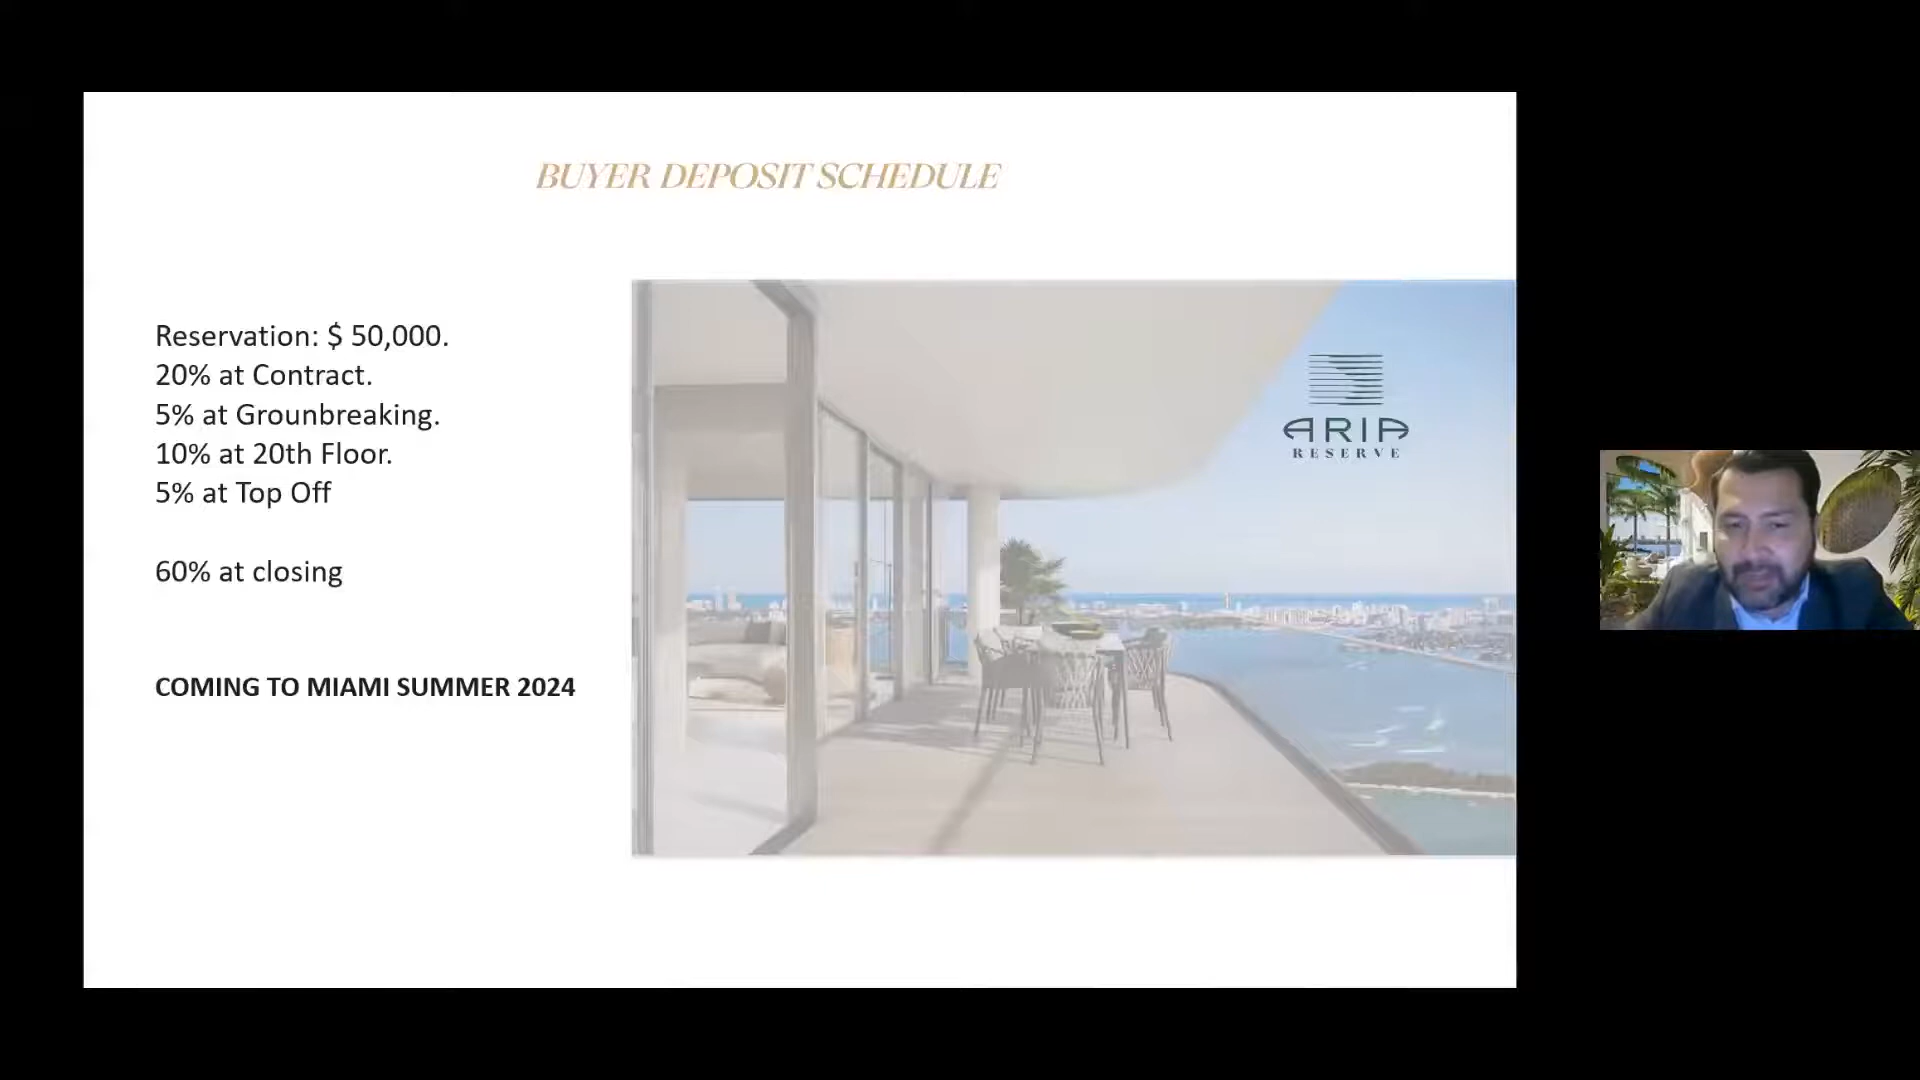 BUYER DEPOSIT SCHEDULE
Reservation: $ 50,000.
20% at Contract.
5% at Grounbreaking.
10% at 20th Floor.
5% at Top Off
60% at closing
COMING TO MIAMI SUMMER 2024
ARIA
RESERVE